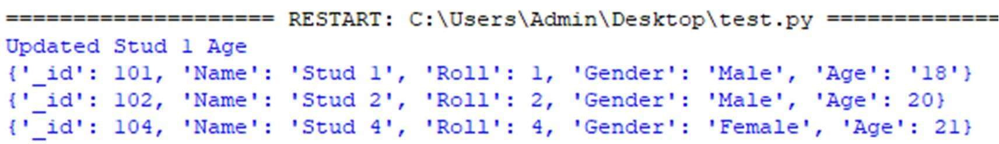 ==================== RESTART: C:\Users\Admin\Desktop\test.py =============
Updated Stud 1 Age
{'_id': 101, 'Name': 'Stud 1', 'Roll': 1, 'Gender': 'Male', 'Age': '18'}
{'_id': 102, 'Name': 'Stud 2', 'Roll': 2, 'Gender': 'Male', 'Age': 20}
{'_id': 104, 'Name': 'Stud 4', 'Roll': 4, 'Gender': 'Female', 'Age': 21}